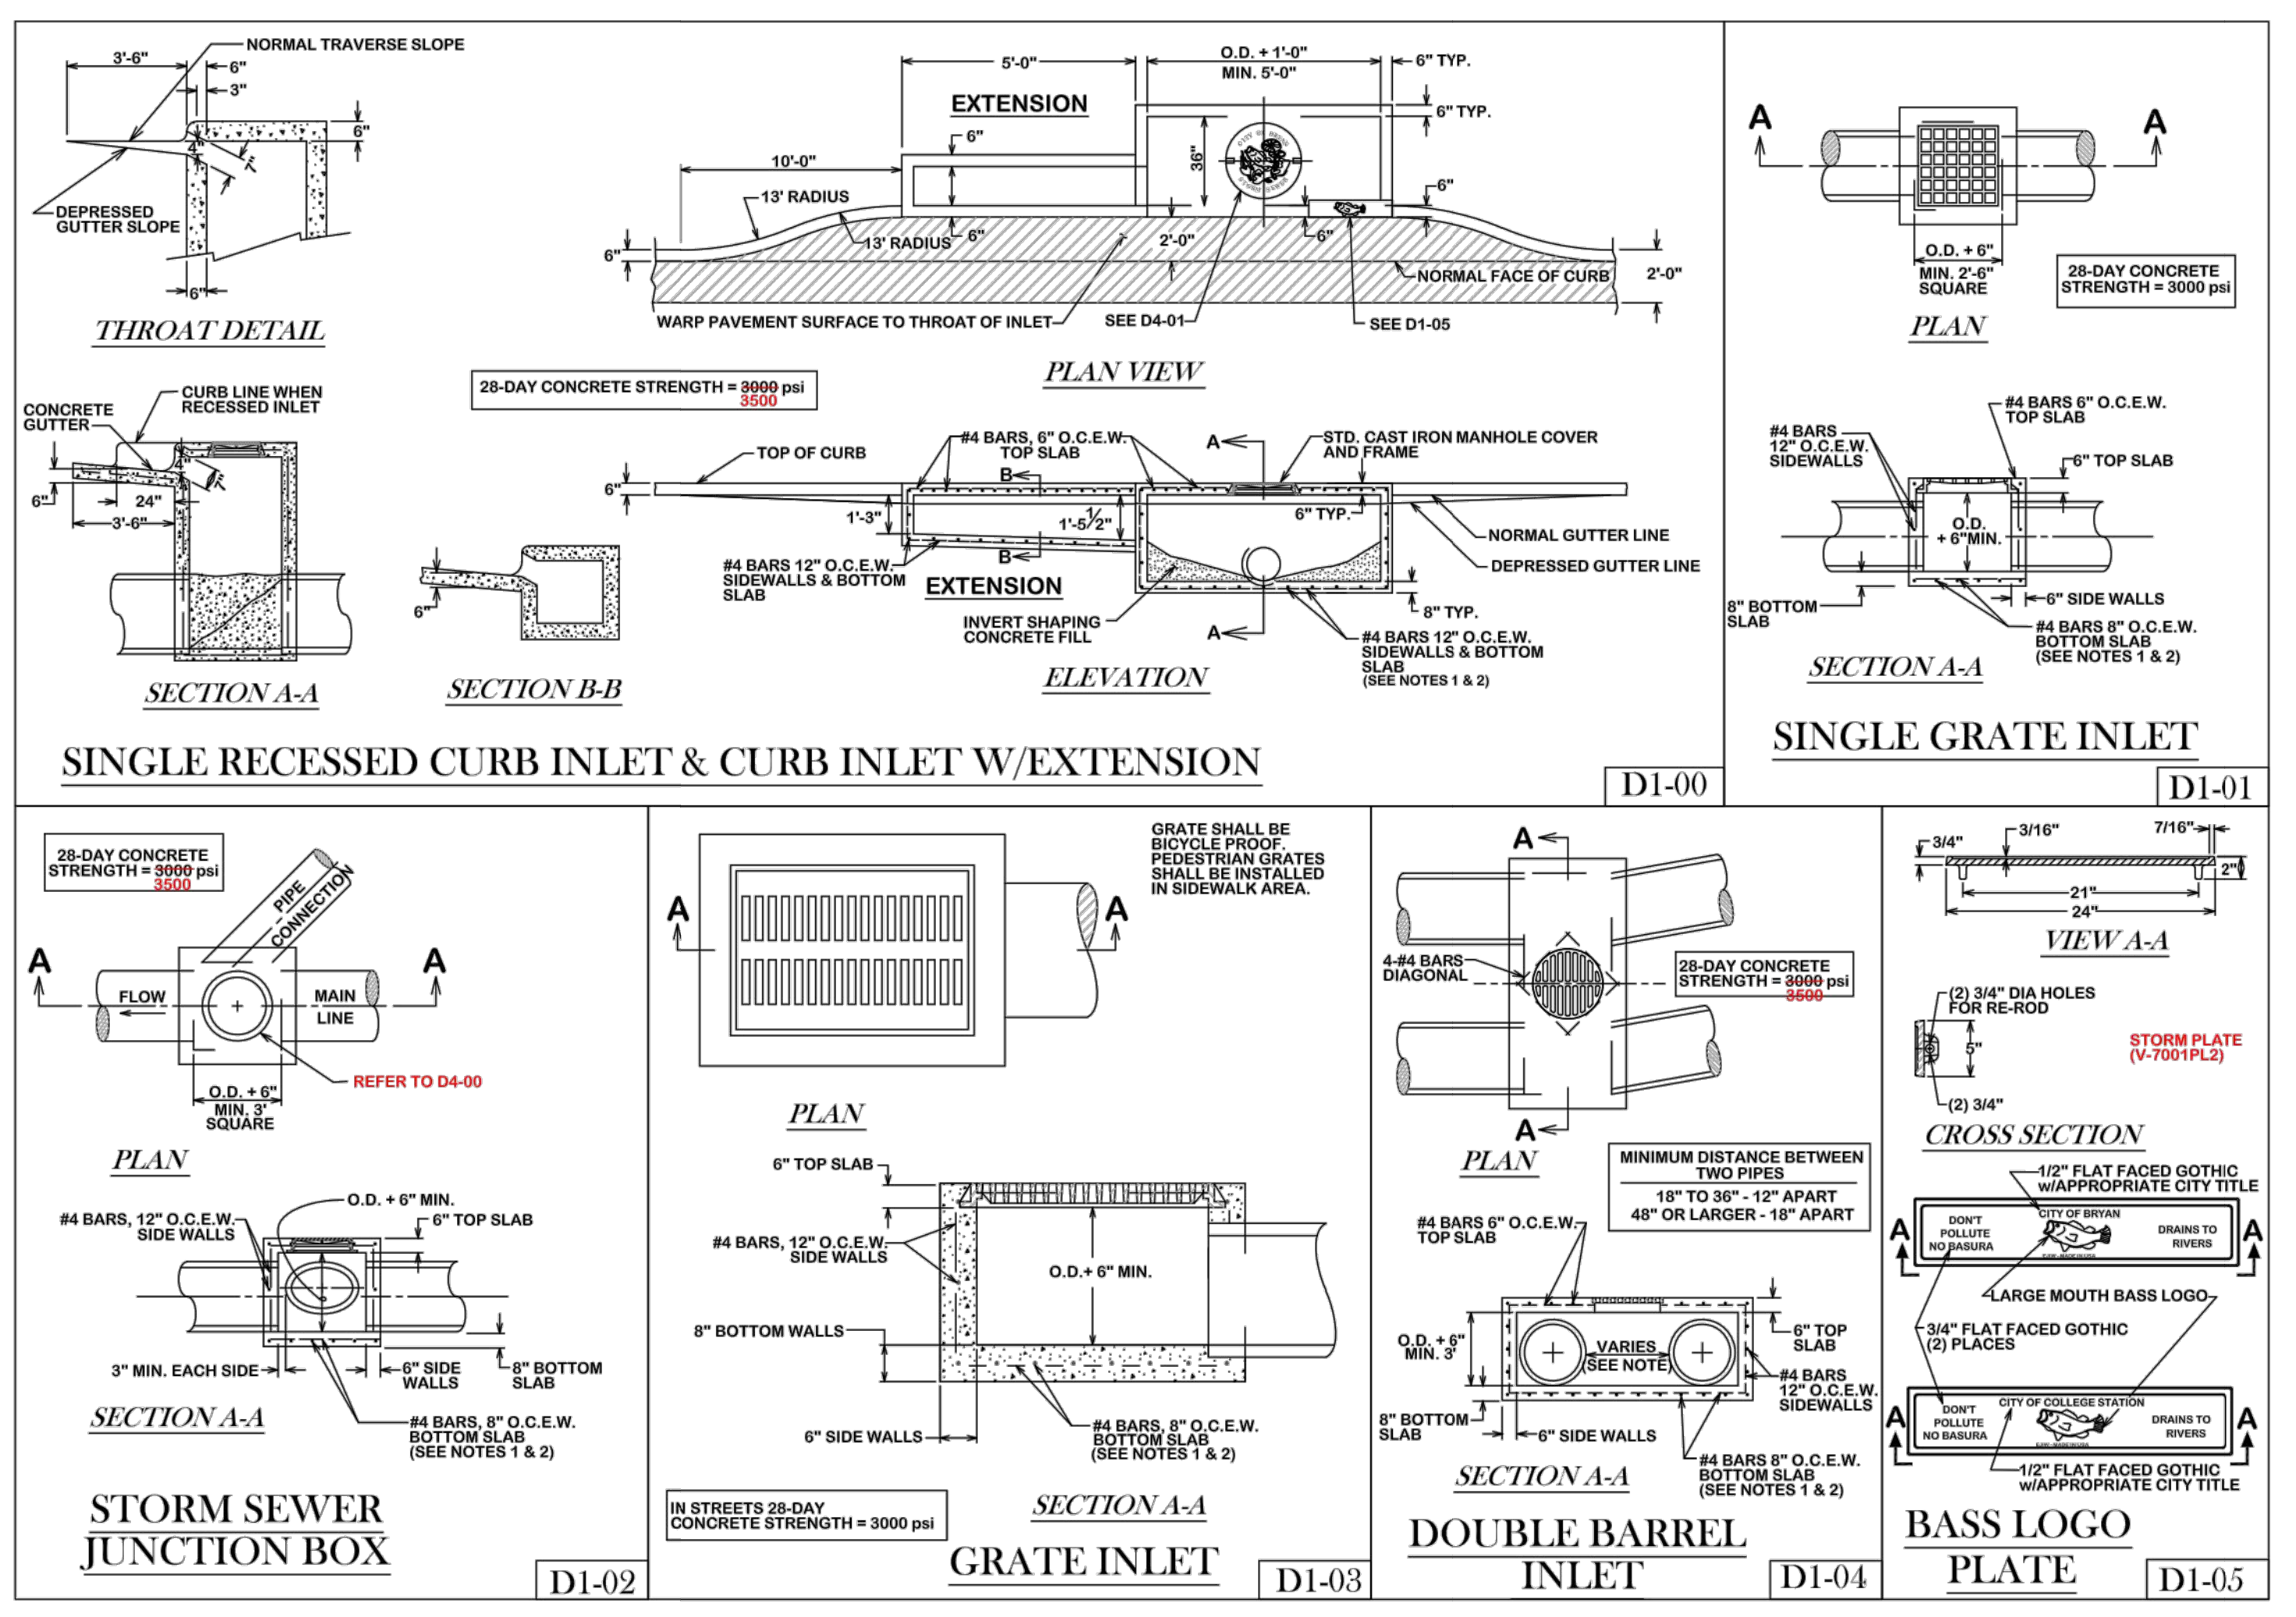 NORMAL TRAVERSE SLOPE
3'-6"
6"
3"
6"
4"
7"
DEPRESSED
GUTTER SLOPE
6"
THROAT DETAIL
5'-0"
O.D. + 1'-0"
MIN. 5'-0"
6" TYP.
EXTENSION
6" TYP.
6"
36"
10'-0"
13' RADIUS
6"
13' RADIUS
6"
2'-0"
6"
6"
NORMAL FACE OF CURB
2'-0"
WARP PAVEMENT SURFACE TO THROAT OF INLET
SEE D4-01
SEE D1-05
PLAN VIEW
28-DAY CONCRETE STRENGTH = 3000 psi
3500
CURB LINE WHEN
RECESSED INLET
CONCRETE
GUTTER
4"
7"
6"
24"
3'-6"
SECTION A-A
6"
SECTION B-B
TOP OF CURB
#4 BARS, 6" O.C.E.W.
TOP SLAB
A
STD. CAST IRON MANHOLE COVER
AND FRAME
B
6"
1'-3"
1'-5½"
6" TYP.
NORMAL GUTTER LINE
B
#4 BARS 12" O.C.E.W.
SIDEWALLS & BOTTOM
SLAB
EXTENSION
DEPRESSED GUTTER LINE
8" TYP.
INVERT SHAPING
CONCRETE FILL
A
#4 BARS 12" O.C.E.W.
SIDEWALLS & BOTTOM
SLAB
(SEE NOTES 1 & 2)
ELEVATION
SINGLE RECESSED CURB INLET & CURB INLET W/EXTENSION
D1-00
A
A
O.D. + 6"
MIN. 2'-6"
SQUARE
28-DAY CONCRETE
STRENGTH = 3000 psi
PLAN
#4 BARS 6" O.C.E.W.
TOP SLAB
#4 BARS
12" O.C.E.W.
SIDEWALLS
6" TOP SLAB
O.D.
+ 6"MIN.
8" BOTTOM
SLAB
6" SIDE WALLS
#4 BARS 8" O.C.E.W.
BOTTOM SLAB
(SEE NOTES 1 & 2)
SECTION A-A
SINGLE GRATE INLET
D1-01
28-DAY CONCRETE
STRENGTH = 3000 psi
3500
PIPE
CONNECTION
A
A
FLOW
MAIN
LINE
REFER TO D4-00
O.D. + 6"
MIN. 3'
SQUARE
PLAN
O.D. + 6" MIN.
#4 BARS, 12" O.C.E.W.
SIDE WALLS
6" TOP SLAB
3" MIN. EACH SIDE
6" SIDE
WALLS
8" BOTTOM
SLAB
SECTION A-A
#4 BARS, 8" O.C.E.W.
BOTTOM SLAB
(SEE NOTES 1 & 2)
STORM SEWER
JUNCTION BOX
D1-02
GRATE SHALL BE
BICYCLE PROOF.
PEDESTRIAN GRATES
SHALL BE INSTALLED
IN SIDEWALK AREA.
A
A
PLAN
6" TOP SLAB
#4 BARS, 12" O.C.E.W.
SIDE WALLS
O.D.+ 6" MIN.
8" BOTTOM WALLS
6" SIDE WALLS
#4 BARS, 8" O.C.E.W.
BOTTOM SLAB
(SEE NOTES 1 & 2)
IN STREETS 28-DAY
CONCRETE STRENGTH = 3000 psi
SECTION A-A
GRATE INLET
D1-03
A
4-#4 BARS
DIAGONAL
28-DAY CONCRETE
STRENGTH = 3000 psi
3500
A
PLAN
MINIMUM DISTANCE BETWEEN
TWO PIPES
18" TO 36" - 12" APART
48" OR LARGER - 18" APART
#4 BARS 6" O.C.E.W.
TOP SLAB
O.D. + 6"
MIN. 3'
VARIES
(SEE NOTE)
6" TOP
SLAB
#4 BARS
12" O.C.E.W.
SIDEWALLS
8" BOTTOM
SLAB
6" SIDE WALLS
#4 BARS 8" O.C.E.W.
BOTTOM SLAB
(SEE NOTES 1 & 2)
SECTION A-A
DOUBLE BARREL
INLET
D1-04
3/4"
3/16"
7/16"
2"
21"
24"
VIEW A-A
(2) 3/4" DIA HOLES
FOR RE-ROD
5"
STORM PLATE
(V-7001PL2)
(2) 3/4"
CROSS SECTION
1/2" FLAT FACED GOTHIC
w/APPROPRIATE CITY TITLE
A
A
DON'T
POLLUTE
NO BASURA
CITY OF BRYAN
DRAINS TO
RIVERS
LARGE MOUTH BASS LOGO
3/4" FLAT FACED GOTHIC
(2) PLACES
A
A
DON'T
POLLUTE
NO BASURA
CITY OF COLLEGE STATION
DRAINS TO
RIVERS
1/2" FLAT FACED GOTHIC
w/APPROPRIATE CITY TITLE
BASS LOGO
PLATE
D1-05